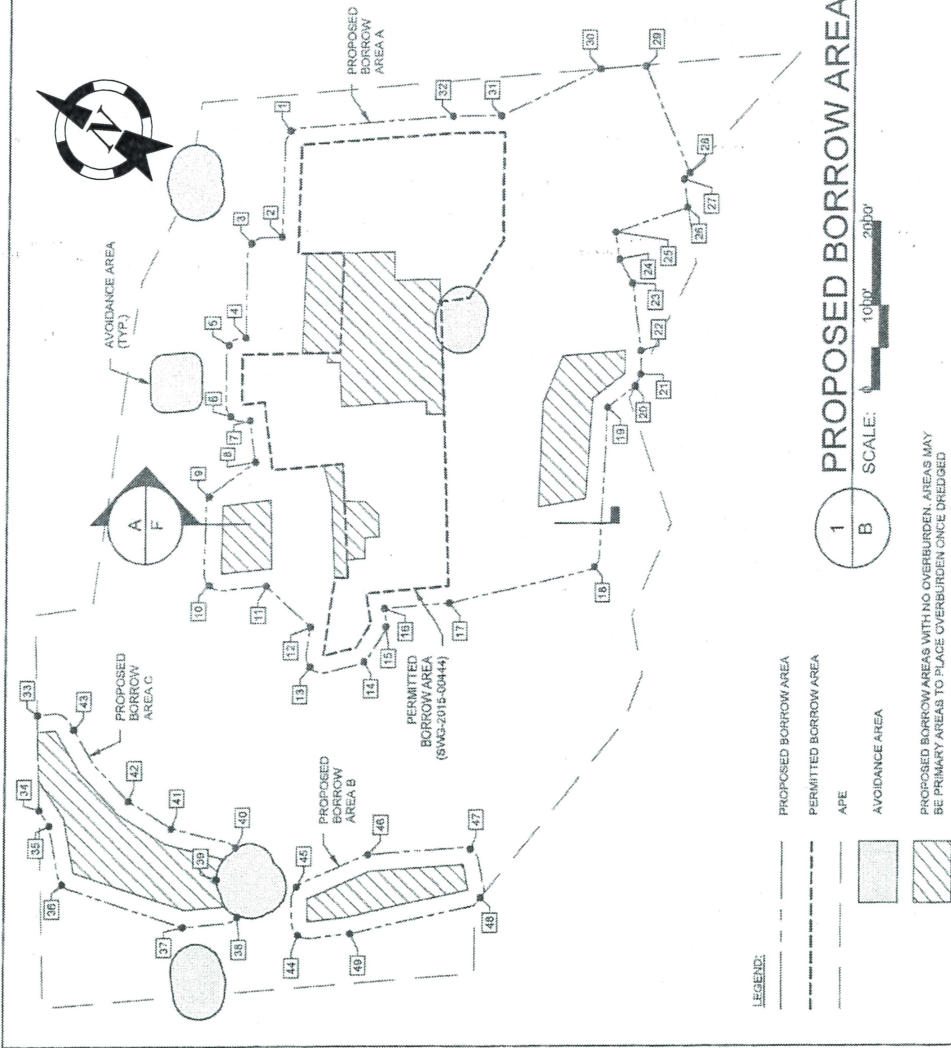 N
AVOIDANCE AREA
(TYP.)
PROPOSED
BORROW
AREA A
PROPOSED
BORROW
AREA C
PROPOSED
BORROW
AREA B
PERMITTED
BORROW AREA
(SWG-2015-00444)
A
F
1
2
3
4
5
6
7
8
9
10
11
12
13
14
15
16
17
18
19
20
21
22
23
24
25
26
27
28
29
30
31
32
33
34
35
36
37
38
39
40
41
42
43
44
45
46
47
48
49
LEGEND:
PROPOSED BORROW AREA
PERMITTED BORROW AREA
APE
AVOIDANCE AREA
PROPOSED BORROW AREAS WITH NO OVERBURDEN. AREAS MAY
BE PRIMARY AREAS TO PLACE OVERBURDEN ONCE DREDGED
1
B
PROPOSED BORROW AREA
SCALE:
0 1000' 2000'